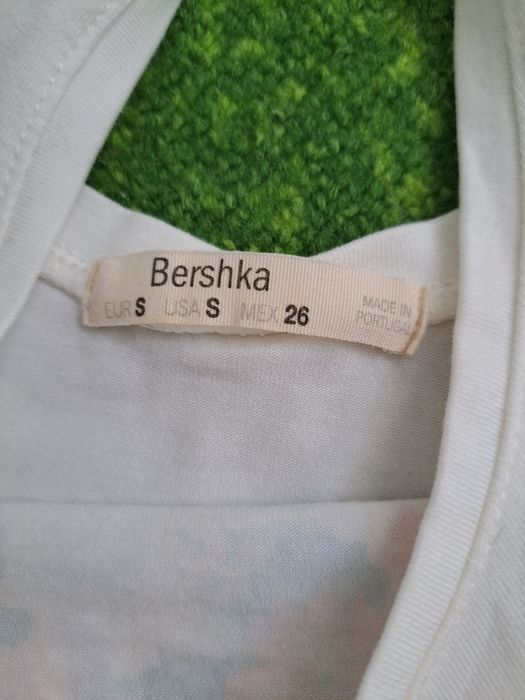 Bershka
EUR S USA S MEX 26
MADE IN
PORTUGAL